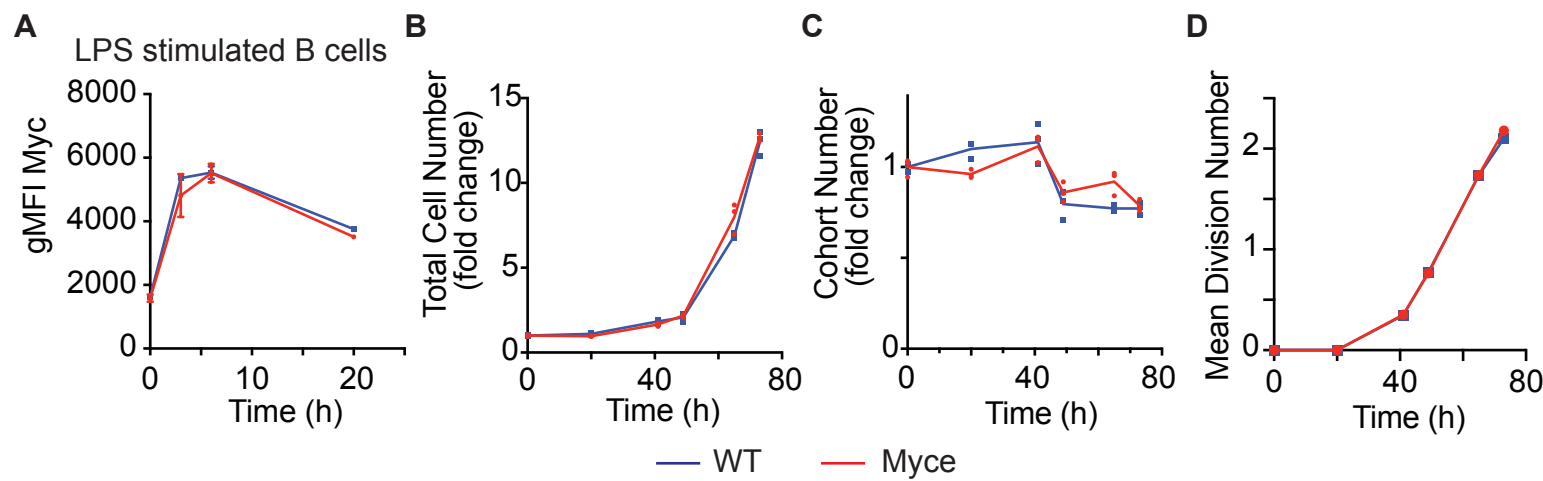 A
LPS stimulated B cells
gMFI Myc
8000
6000
4000
2000
0
0
10
20
Time (h)
B
Total Cell Number
(fold change)
15
10
5
0
0
40
80
Time (h)
C
Cohort Number
(fold change)
1
0
0
40
80
Time (h)
D
Mean Division Number
2
1
0
0
40
80
Time (h)
WT
Myce